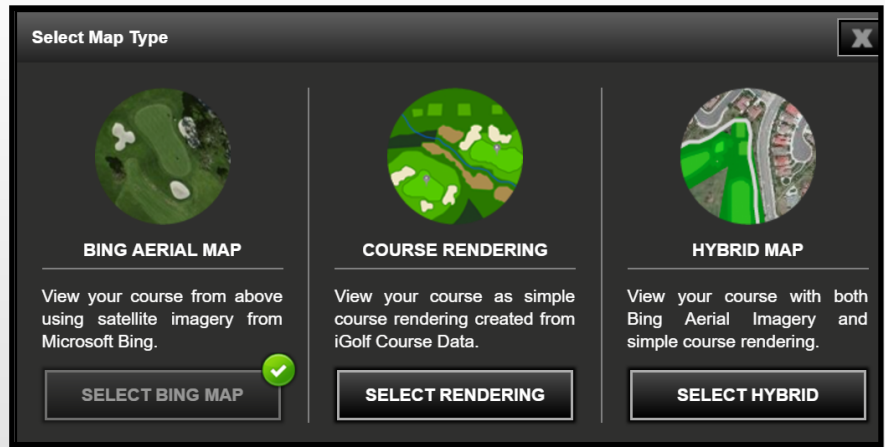 Select Map Type
X
BING AERIAL MAP
View your course from above
using satellite imagery from
Microsoft Bing.
SELECT BING MAP
COURSE RENDERING
View your course as simple
course rendering created from
iGolf Course Data.
SELECT RENDERING
HYBRID MAP
View your course with both
Bing Aerial Imagery and
simple course rendering.
SELECT HYBRID